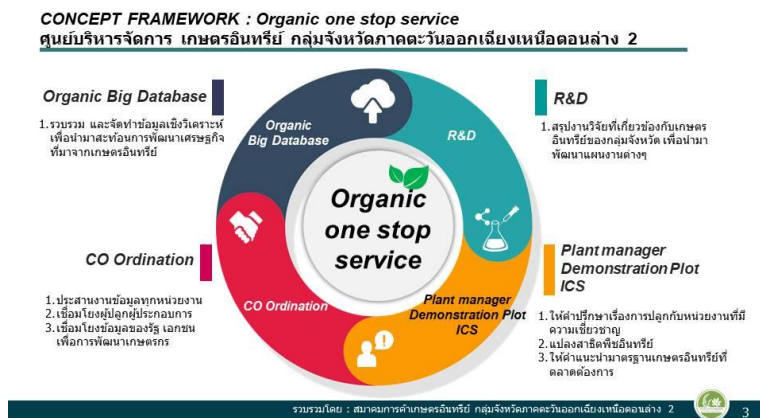 CONCEPT FRAMEWORK : Organic one stop service
ศูนย์บริหารจัดการ เกษตรอินทรีย์ กลุ่มจังหวัดภาคตะวันออกเฉียงเหนือตอนล่าง 2
Organic Big Database
1.รวบรวม และจัดทำข้อมูลเชิงวิเคราะห์
เพื่อนำมาสะท้อนการพัฒนาเศรษฐกิจ
ที่มาจากเกษตรอินทรีย์
R&D
1.สรุปงานวิจัยที่เกี่ยวข้องกับเกษตร
อินทรีย์ของกลุ่มจังหวัด เพื่อนำมา
พัฒนาแผนงานต่างๆ
Organic
Big Database
R&D
Organic
one stop
service
CO Ordination
Plant manager
Demonstration Plot
ICS
CO Ordination
1.ประสานงานข้อมูลทุกหน่วยงาน
2.เชื่อมโยงผู้ปลูกผู้ประกอบการ
3.เชื่อมโยงข้อมูลของรัฐ เอกชน
เพื่อการพัฒนาเกษตรกร
Plant manager
Demonstration Plot
ICS
1.ให้คำปรึกษาเรื่องการปลูกกับหน่วยงานที่มี
ความเชี่ยวชาญ
2.แปลงสาธิตพืชอินทรีย์
3.ให้คำแนะนำมาตรฐานเกษตรอินทรีย์ที่
ตลาดต้องการ
รวบรวมโดย : สมาคมการค้าเกษตรอินทรีย์ กลุ่มจังหวัดภาคตะวันออกเฉียงเหนือตอนล่าง 2
3